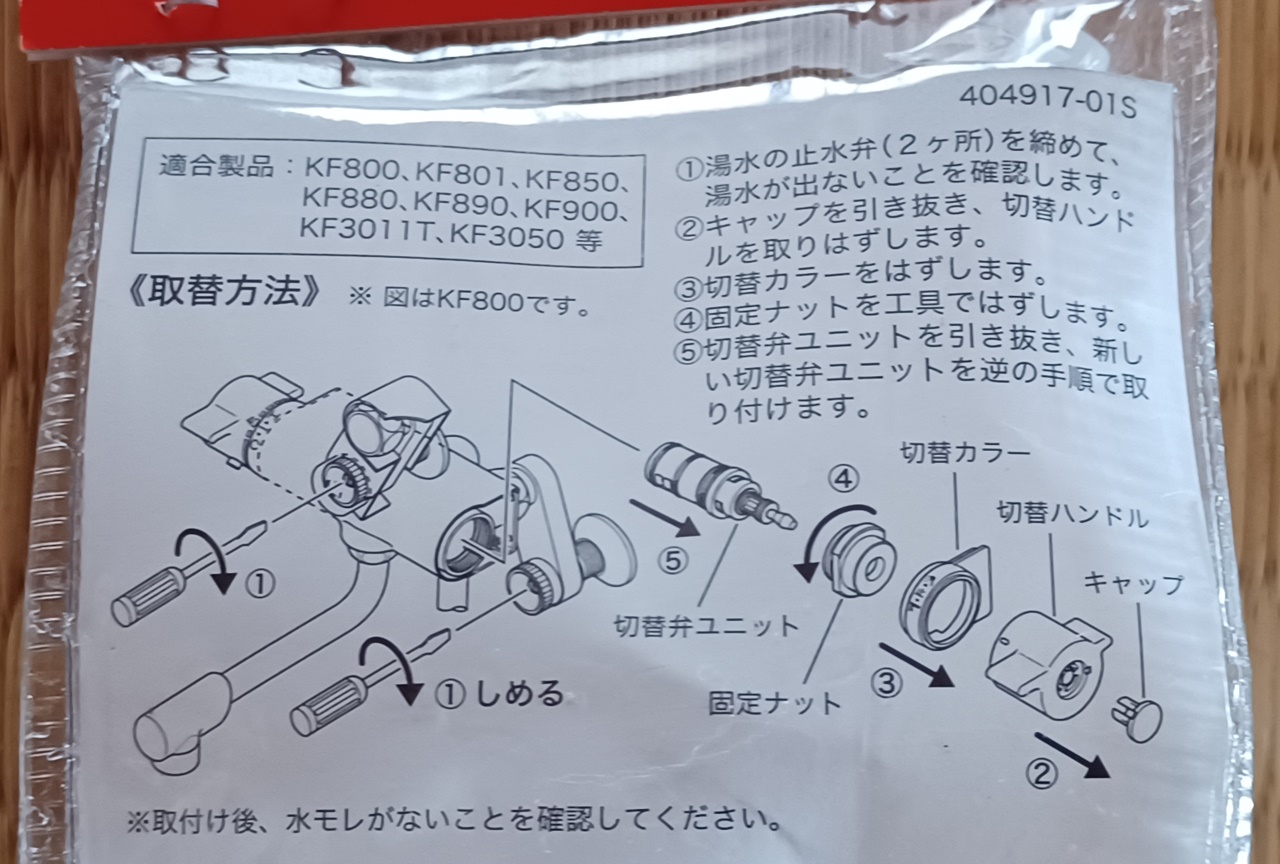 404917-01S
適合製品：KF800、KF801、KF850、
KF880、KF890、KF900、
KF3011T、KF3050 等
《取替方法》 ※ 図はKF800です。
①湯水の止水弁(2ヶ所)を締めて、
湯水が出ないことを確認します。
②キャップを引き抜き、切替ハンド
ルを取りはずします。
③切替カラーをはずします。
④固定ナットを工具ではずします。
⑤切替弁ユニットを引き抜き、新し
い切替弁ユニットを逆の手順で取
り付けます。
切替カラー
④
切替ハンドル
⑤
キャップ
①
切替弁ユニット
③
①しめる
固定ナット
②
※取付け後、水モレがないことを確認してください。